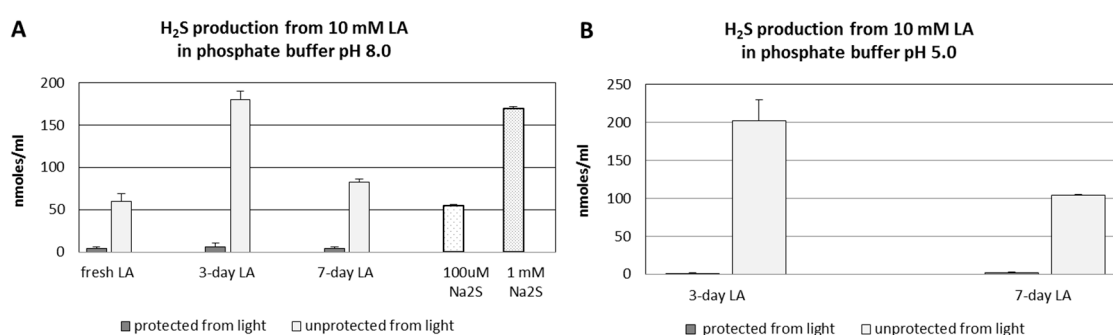 A
H₂S production from 10 mM LA
in phosphate buffer pH 8.0
nmoles/ml
200
150
100
50
0
fresh LA
3-day LA
7-day LA
100uM
Na2S
1 mM
Na2S
protected from light
unprotected from light
B
H₂S production from 10 mM LA
in phosphate buffer pH 5.0
nmoles/ml
250
200
150
100
50
0
3-day LA
7-day LA
protected from light
unprotected from light